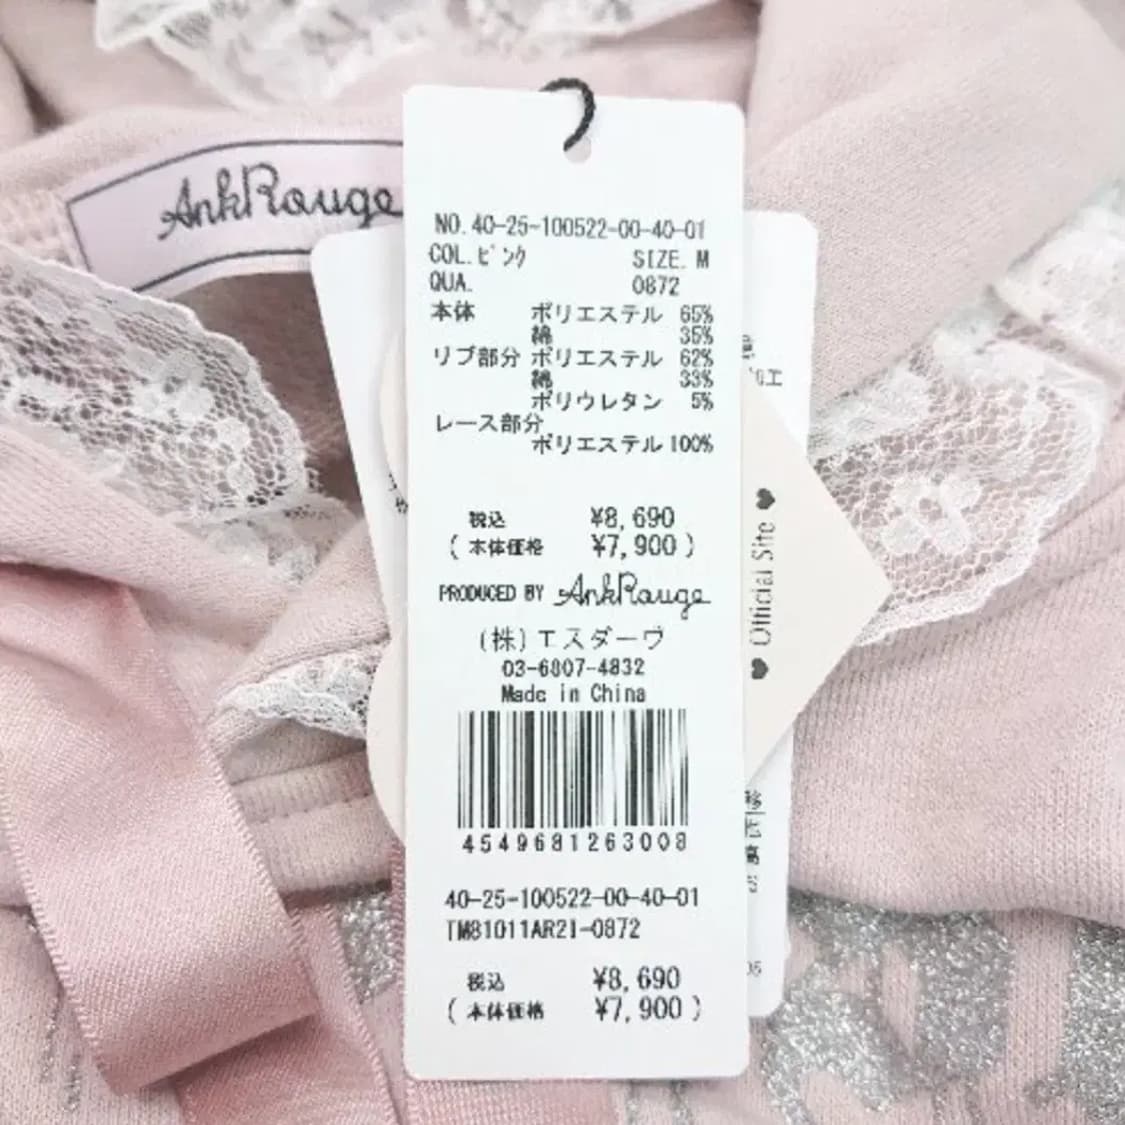 AnkRouge
NO. 40-25-100522-00-40-01
COL. ピンク SIZE. M
QUA. 0872
本体 ポリエステル 65%
綿 35%
リブ部分 ポリエステル 62%
綿 33%
ポリウレタン 5%
レース部分
ポリエステル 100%
税込 ¥8,690
( 本体価格 ¥7,900 )
PRODUCED BY AnkRouge
(株)エスダーヴ
03-6807-4832
Made in China
4549681263008
40-25-100522-00-40-01
TM81011AR2I-0872
税込 ¥8,690
( 本体価格 ¥7,900 )
♥ Official Site ♥